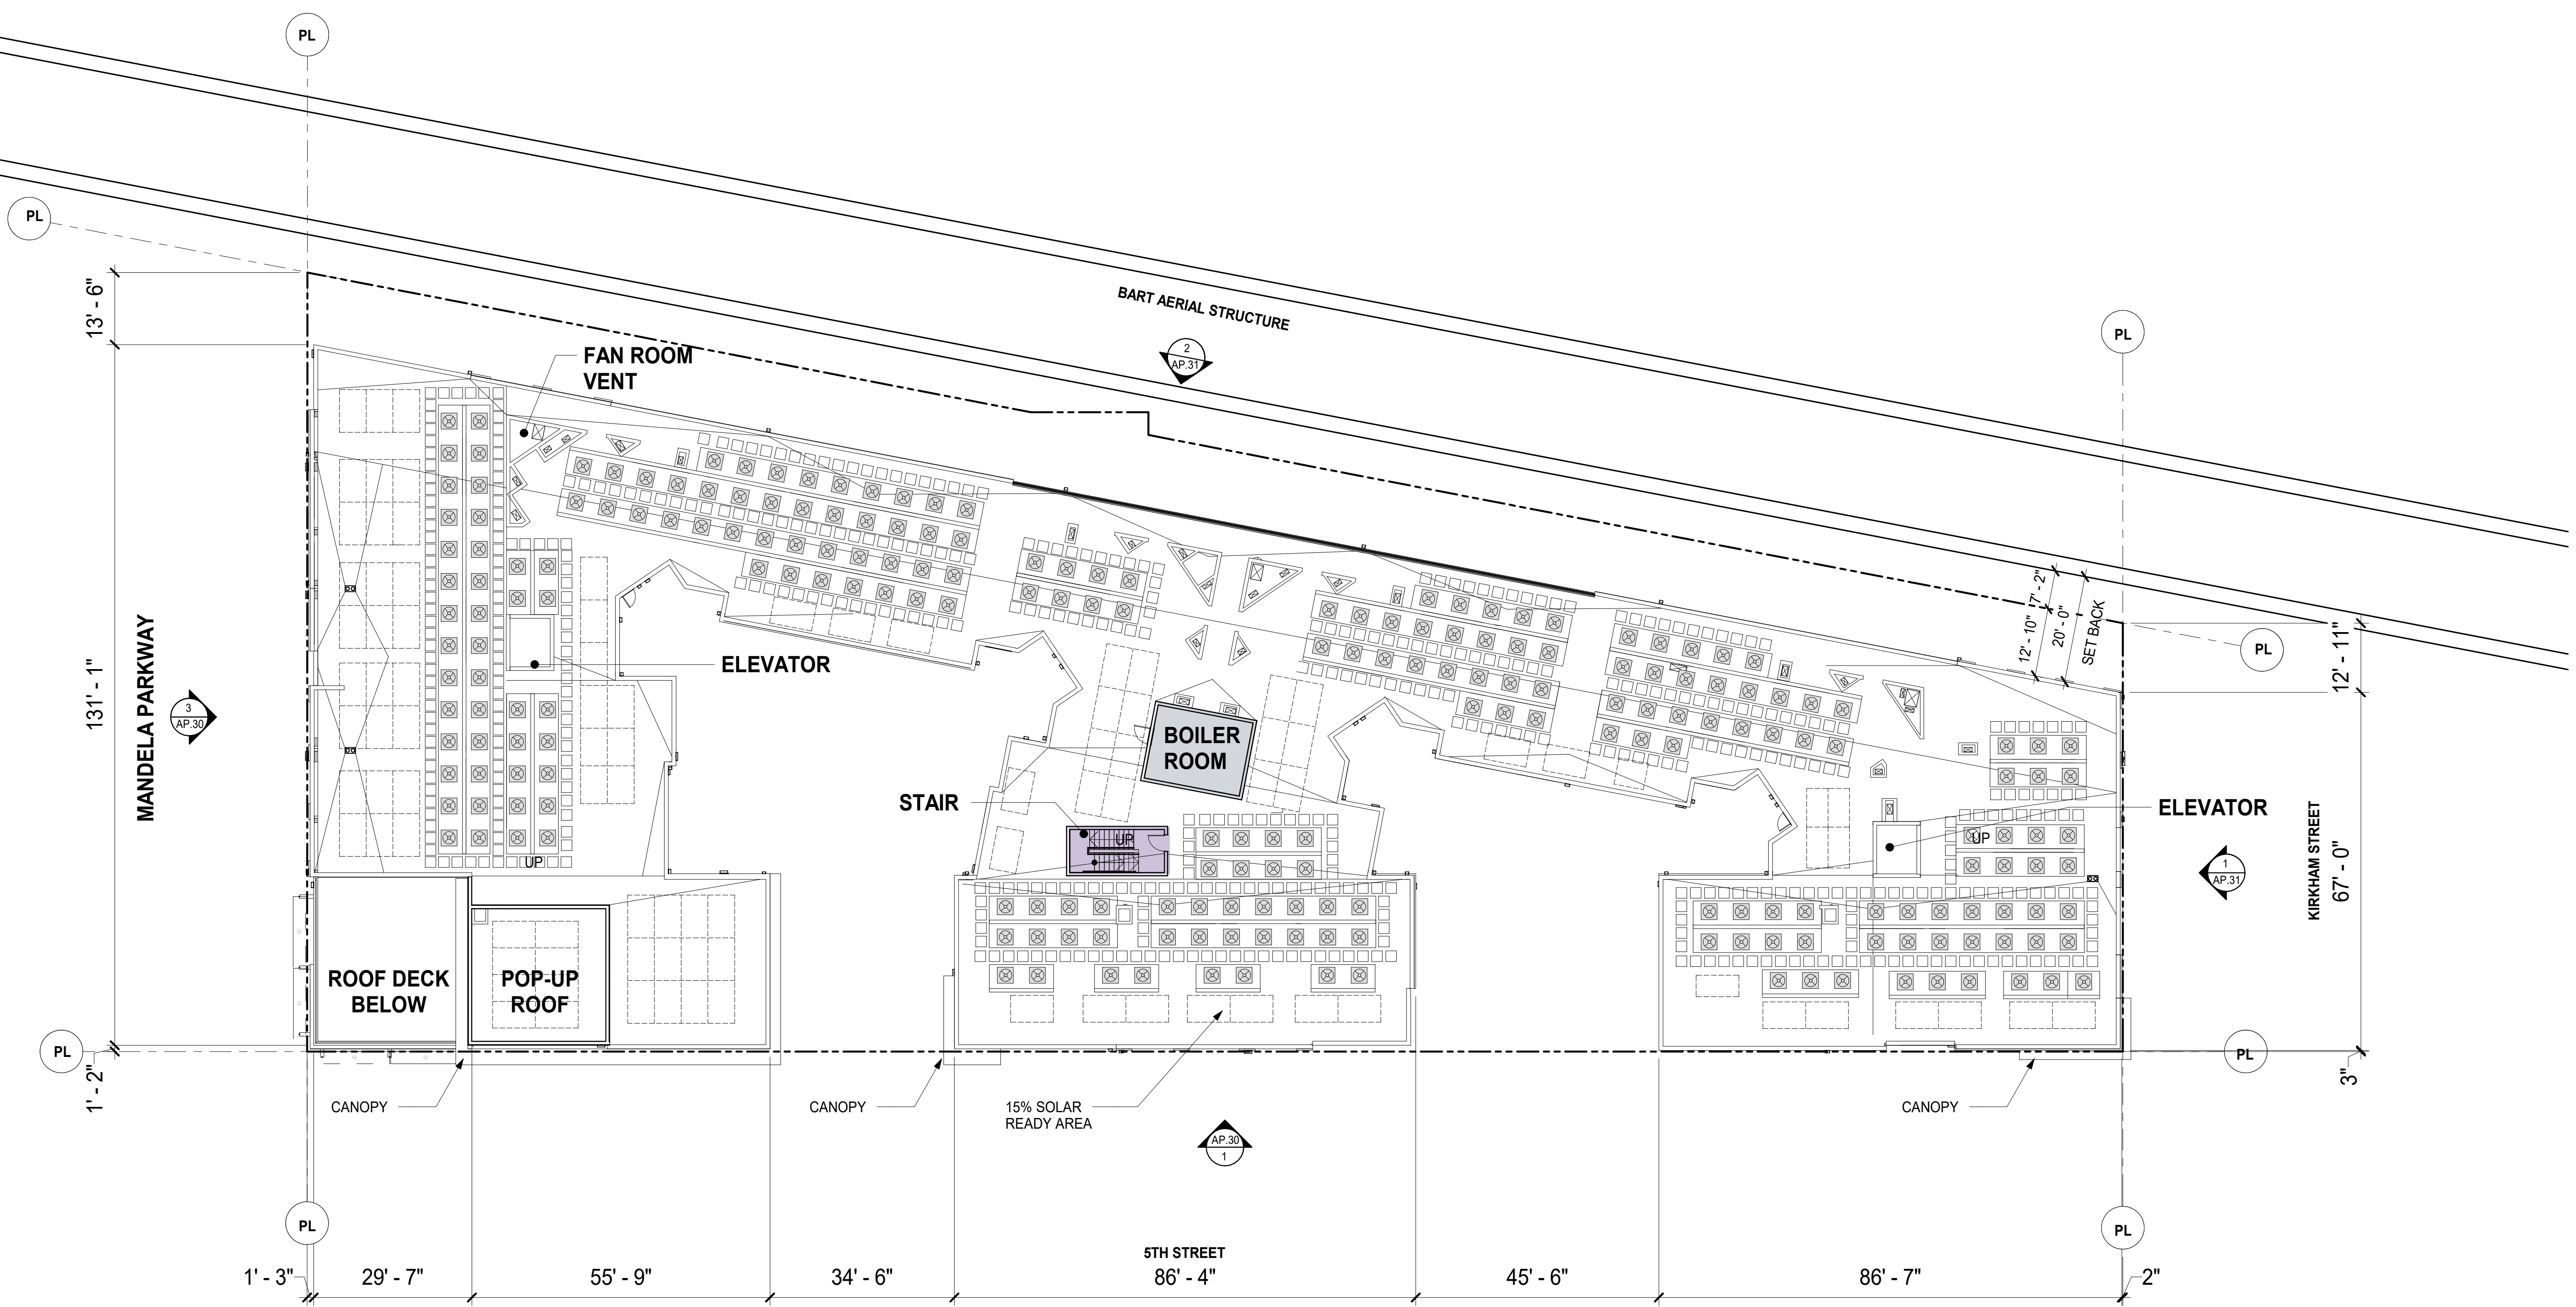 PL
PL
BART AERIAL STRUCTURE
PL
13' - 6"
2
AP.31
FAN ROOM
VENT
7' - 2"
12' - 10"
20' - 0"
SET BACK
12' - 11"
PL
ELEVATOR
131' - 1"
MANDELA PARKWAY
3
AP.30
BOILER
ROOM
STAIR
UP
ELEVATOR
UP
UP
KIRKHAM STREET
67' - 0"
1
AP.31
ROOF DECK
BELOW
POP-UP
ROOF
PL
PL
1' - 2"
3"
CANOPY
CANOPY
15% SOLAR
READY AREA
CANOPY
AP.30
1
PL
PL
5TH STREET
1' - 3"
29' - 7"
55' - 9"
34' - 6"
86' - 4"
45' - 6"
86' - 7"
2"